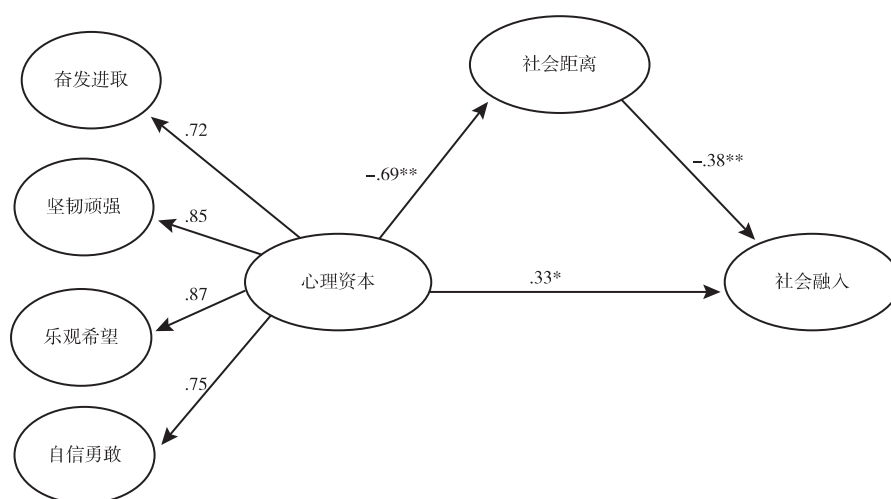 社会距离
奋发进取
.72
-.69**
-.38**
坚韧顽强
.85
心理资本
.33*
社会融入
.87
乐观希望
.75
自信勇敢